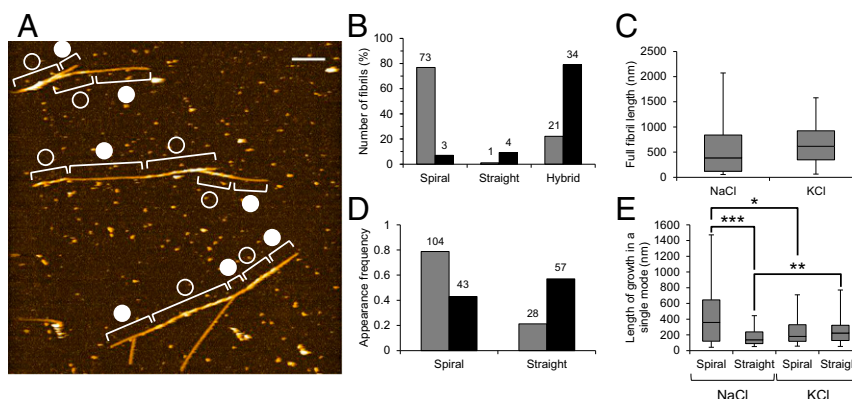 A
B
Number of fibrils (%)
100
80
60
40
20
0
73
3
1
4
21
34
Spiral Straight Hybrid
C
Full fibril length (nm)
2500
2000
1500
1000
500
0
NaCl KCl
D
Appearance frequency
1
0.8
0.6
0.4
0.2
0
104
43
28
57
Spiral Straight
E
Length of growth in a
single mode (nm)
1600
1400
1200
1000
800
600
400
200
0
*
***
**
Spiral Straight Spiral Straigh
NaCl KCl